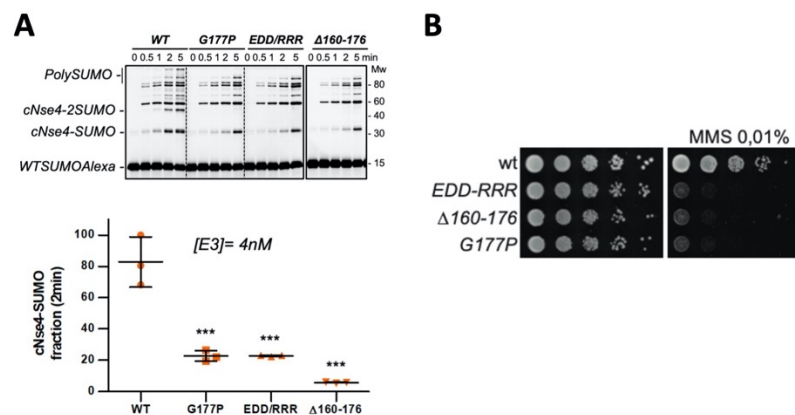 A
WT G177P EDD/RRR Δ160-176
0 0.5 1 2 5 0 0.5 1 2 5 0 0.5 1 2 5 0 0.5 1 2 5 min
Mw
PolySUMO -
- 80
- 60
cNse4-2SUMO -
- 40
cNse4-SUMO -
- 30
WTSUMOAlexa -
- 15
[E3]= 4nM
cNse4-SUMO
fraction (2min)
100
80
60
40
20
0
***
***
***
WT G177P EDD/RRR Δ160-176
B
MMS 0,01%
wt
EDD-RRR
Δ160-176
G177P